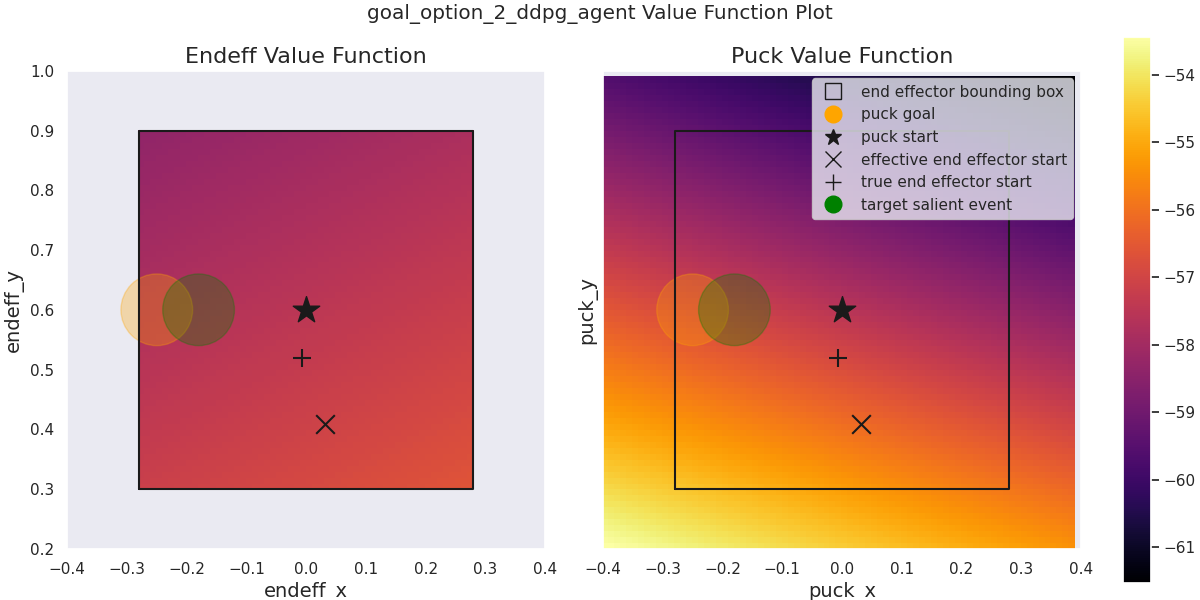 goal_option_2_ddpg_agent Value Function Plot
Endeff Value Function
1.0
0.9
0.8
0.7
0.6
0.5
0.4
0.3
0.2
endeff_y
−0.4 −0.3 −0.2 −0.1 0.0 0.1 0.2 0.3 0.4
endeff_x
Puck Value Function
end effector bounding box
puck goal
puck start
effective end effector start
true end effector start
target salient event
puck_y
−0.4 −0.3 −0.2 −0.1 0.0 0.1 0.2 0.3 0.4
puck_x
−54
−55
−56
−57
−58
−59
−60
−61